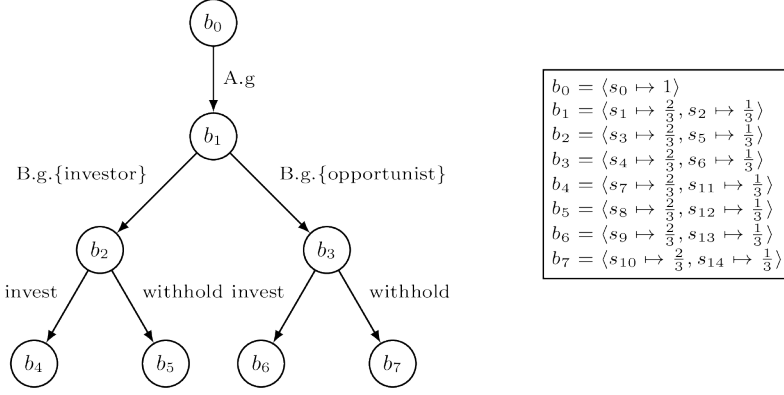 b₀
A.g
b₁
B.g.{investor} B.g.{opportunist}
b₂ b₃
invest withhold invest withhold
b₄ b₅ b₆ b₇
b₀ = ⟨s₀ ↦ 1⟩
b₁ = ⟨s₁ ↦ 2/3, s₂ ↦ 1/3⟩
b₂ = ⟨s₃ ↦ 2/3, s₅ ↦ 1/3⟩
b₃ = ⟨s₄ ↦ 2/3, s₆ ↦ 1/3⟩
b₄ = ⟨s₇ ↦ 2/3, s₁₁ ↦ 1/3⟩
b₅ = ⟨s₈ ↦ 2/3, s₁₂ ↦ 1/3⟩
b₆ = ⟨s₉ ↦ 2/3, s₁₃ ↦ 1/3⟩
b₇ = ⟨s₁₀ ↦ 2/3, s₁₄ ↦ 1/3⟩